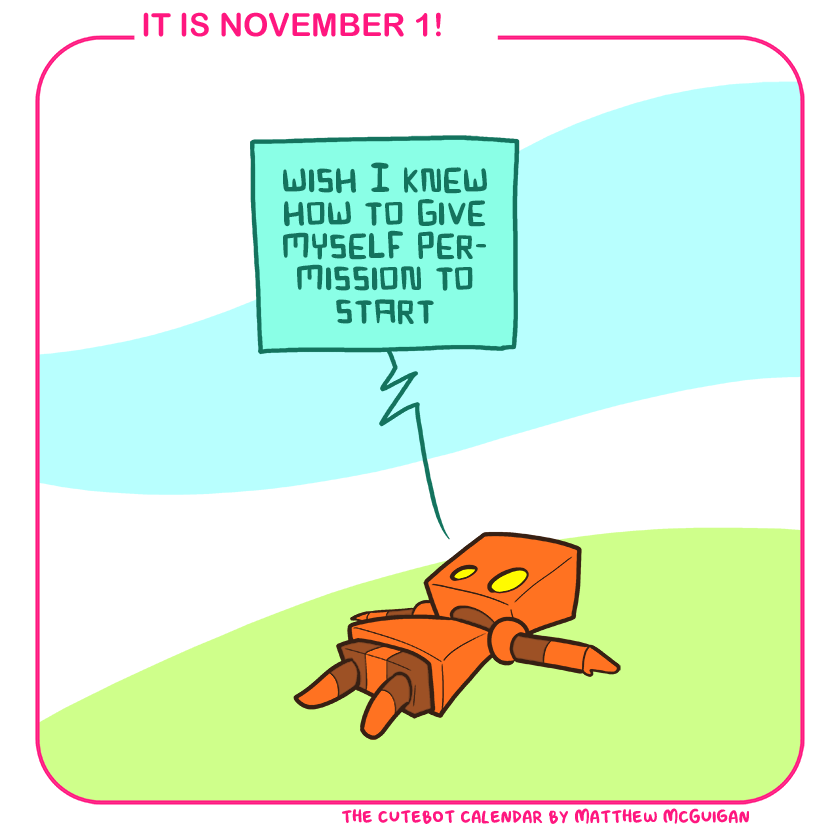 IT IS NOVEMBER 1!
WISH I KNEW
HOW TO GIVE
MYSELF PER-
MISSION TO
START
THE CUTEBOT CALENDAR BY MATTHEW MCGUIGAN